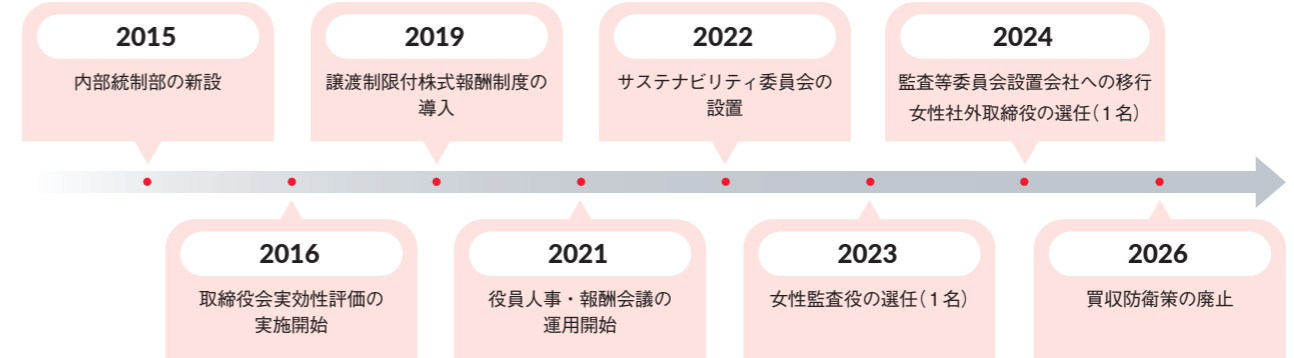 2015
内部統制部の新設
2016
取締役会実効性評価の
実施開始
2019
譲渡制限付株式報酬制度の
導入
2021
役員人事・報酬会議の
運用開始
2022
サステナビリティ委員会の
設置
2023
女性監査役の選任(1名)
2024
監査等委員会設置会社への移行
女性社外取締役の選任(1名)
2026
買収防衛策の廃止